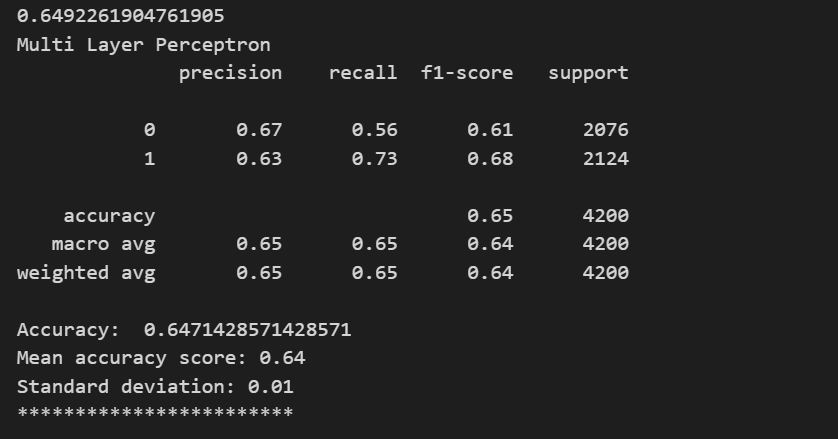 0.6492261904761905
Multi Layer Perceptron
precision recall f1-score support
0 0.67 0.56 0.61 2076
1 0.63 0.73 0.68 2124
accuracy 0.65 4200
macro avg 0.65 0.65 0.64 4200
weighted avg 0.65 0.65 0.64 4200
Accuracy: 0.6471428571428571
Mean accuracy score: 0.64
Standard deviation: 0.01
************************